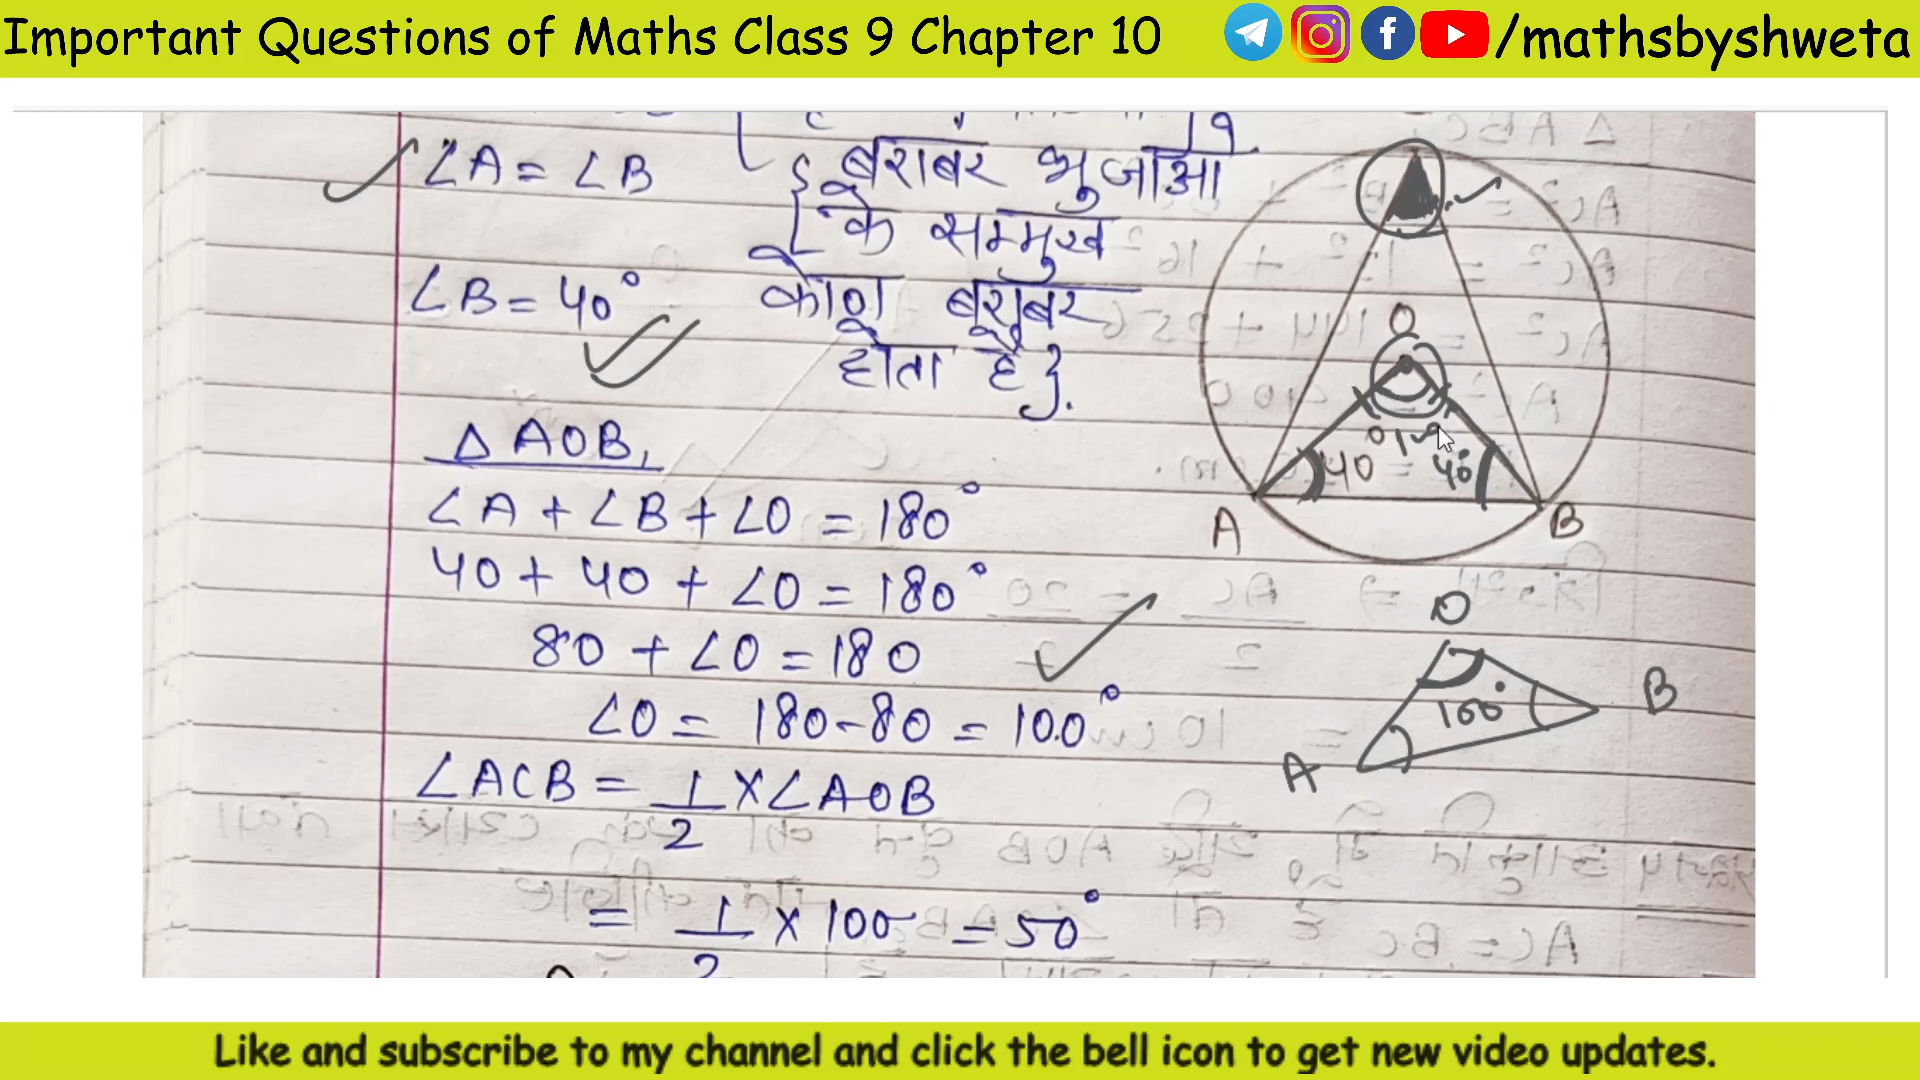 Important Questions of Maths Class 9 Chapter 10
/mathsbyshweta
∠A = ∠B
{ बराबर भुजाओ
के सम्मुख
∠B = 40°
कोण बराबर
होता है }.
Δ AOB,
∠A + ∠B + ∠O = 180°
40 + 40 + ∠O = 180°
80 + ∠O = 180
∠O = 180-80 = 100°
∠ACB = 1/2 × ∠AOB
= 1/2 × 100 = 50°
O
40° 40°
A B
O
100°
A B
Like and subscribe to my channel and click the bell icon to get new video updates.